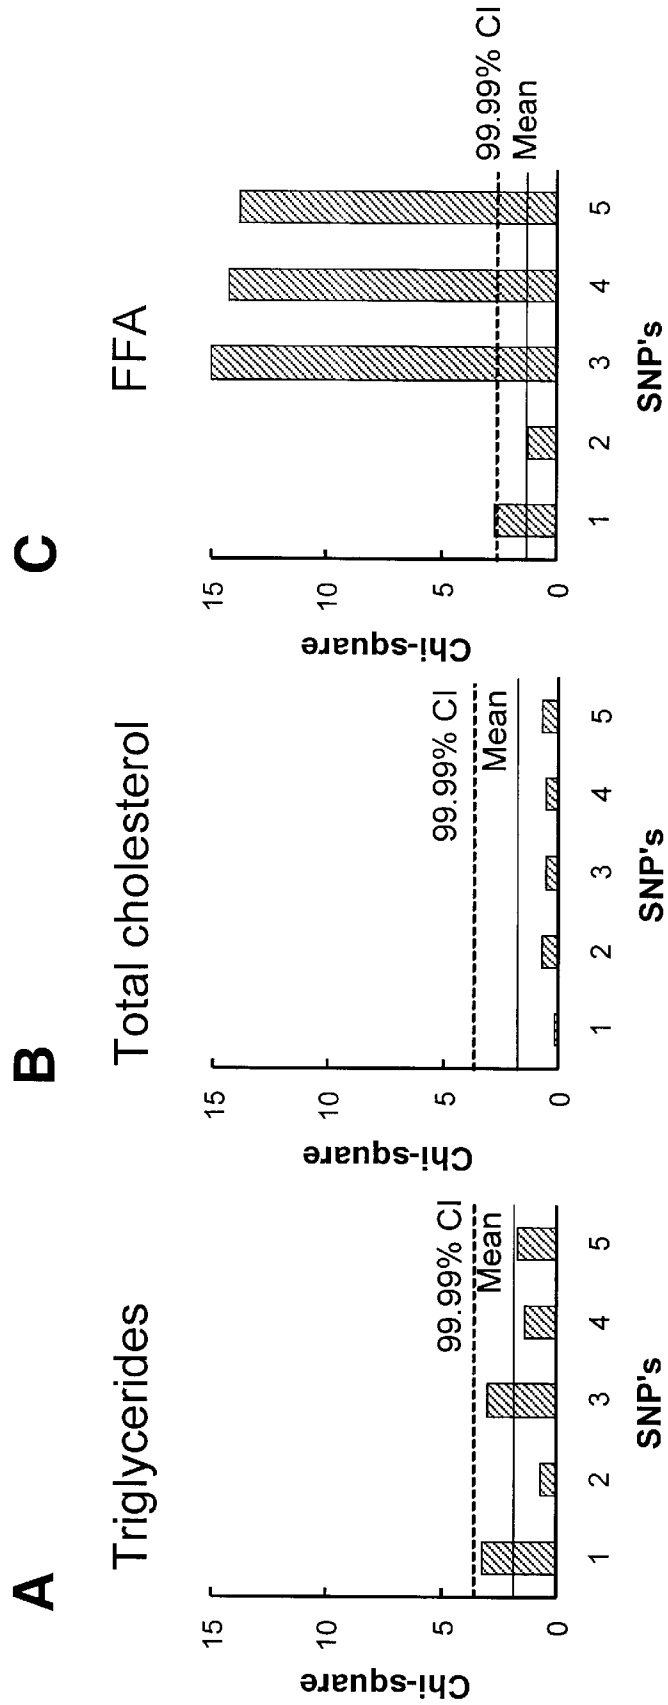 A
Triglycerides
Chi-square
15
10
5
0
99.99% CI
Mean
1 2 3 4 5
SNP's
B
Total cholesterol
Chi-square
15
10
5
0
99.99% CI
Mean
1 2 3 4 5
SNP's
C
FFA
Chi-square
15
10
5
0
99.99% CI
Mean
1 2 3 4 5
SNP's